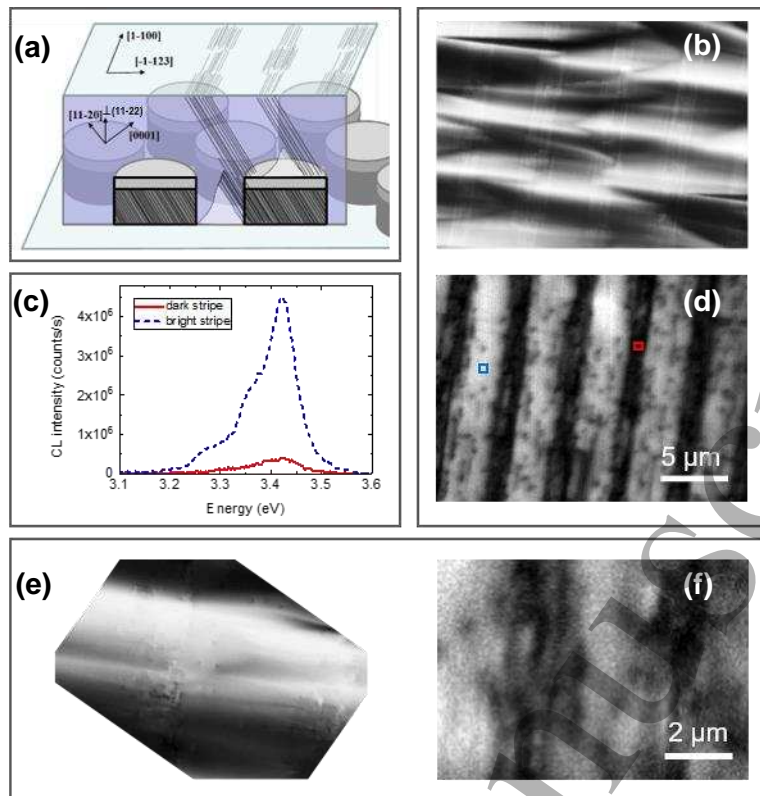 (a)
[1-100]
[-1-123]
[11-20]
⊥(11-22)
[0001]
(b)
(c)
dark stripe
bright stripe
4x10⁶
3x10⁶
2x10⁶
1x10⁶
0
CL intensity (counts/s)
3.1 3.2 3.3 3.4 3.5 3.6
Energy (eV)
(d)
5 µm
(e)
(f)
2 µm
nusc